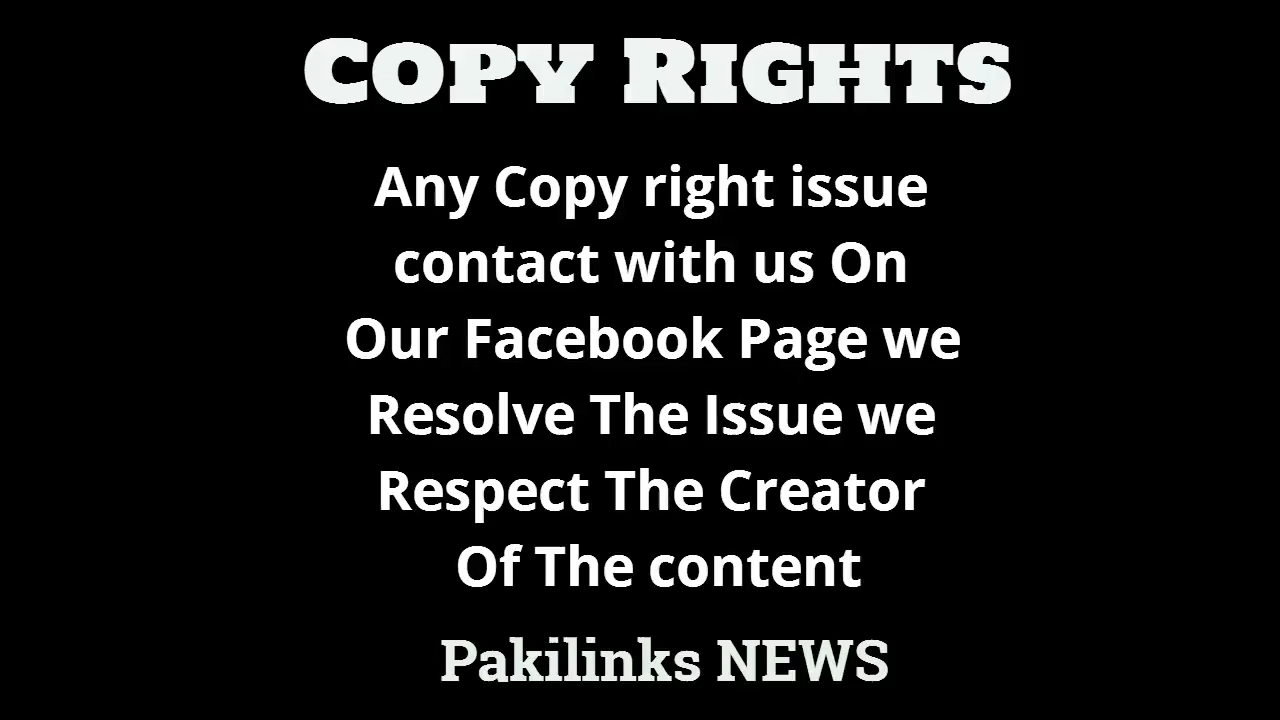 Copy Rights
Any Copy right issue
contact with us On
Our Facebook Page we
Resolve The Issue we
Respect The Creator
Of The content
Pakilinks NEWS